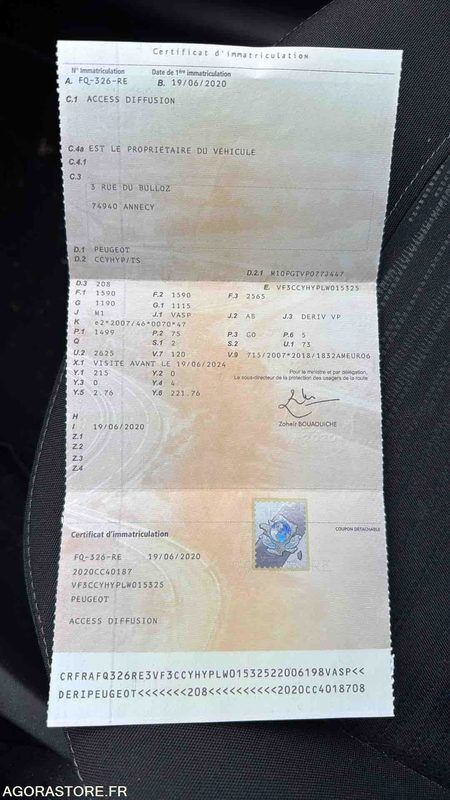 Certificat d'immatriculation
N° Immatriculation Date de 1ère immatriculation
A. FQ-326-RE B. 19/06/2020
C.1 ACCESS DIFFUSION
C.4a EST LE PROPRIETAIRE DU VÉHICULE
C.4.1
C.3
3 RUE DU BULLOZ
74940 ANNECY
D.1 PEUGEOT
D.2 CCYHYP/TS
D.2.1 M10PGTVP0773447
D.3 208 E. VF3CCYHYPLW015325
F.1 1590 F.2 1590 F.3 2565
G 1190 G.1 1115
J M1 J.1 VASP J.2 AB J.3 DERIV VP
K e2*2007/46*0070*47
P.1 1499 P.2 75 P.3 GO P.6 5
Q S.1 2 S.2 U.1 73
U.2 2625 V.7 120 V.9 715/2007*2018/1832AMEURO6
X.1 VISITE AVANT LE 19/06/2024
Y.1 215 Y.2 0
Y.3 0 Y.4 4
Y.5 2.76 Y.6 221.76
Pour le ministre et par délégation,
Le sous-directeur de la protection des usagers de la route
Zoheir BOUAOUICHE
H
I 19/06/2020
Z.1
Z.2
Z.3
Z.4
Certificat d'immatriculation
COUPON DÉTACHABLE
FQ-326-RE 19/06/2020
2020CC40187
VF3CCYHYPLW015325
PEUGEOT
ACCESS DIFFUSION
CRFRAFQ326RE3VF3CCYHYPLW01532522006198VASP<<
DERIPEUGEOT<<<<<<<208<<<<<<<<<<2020CC4018708
AGORASTORE.FR